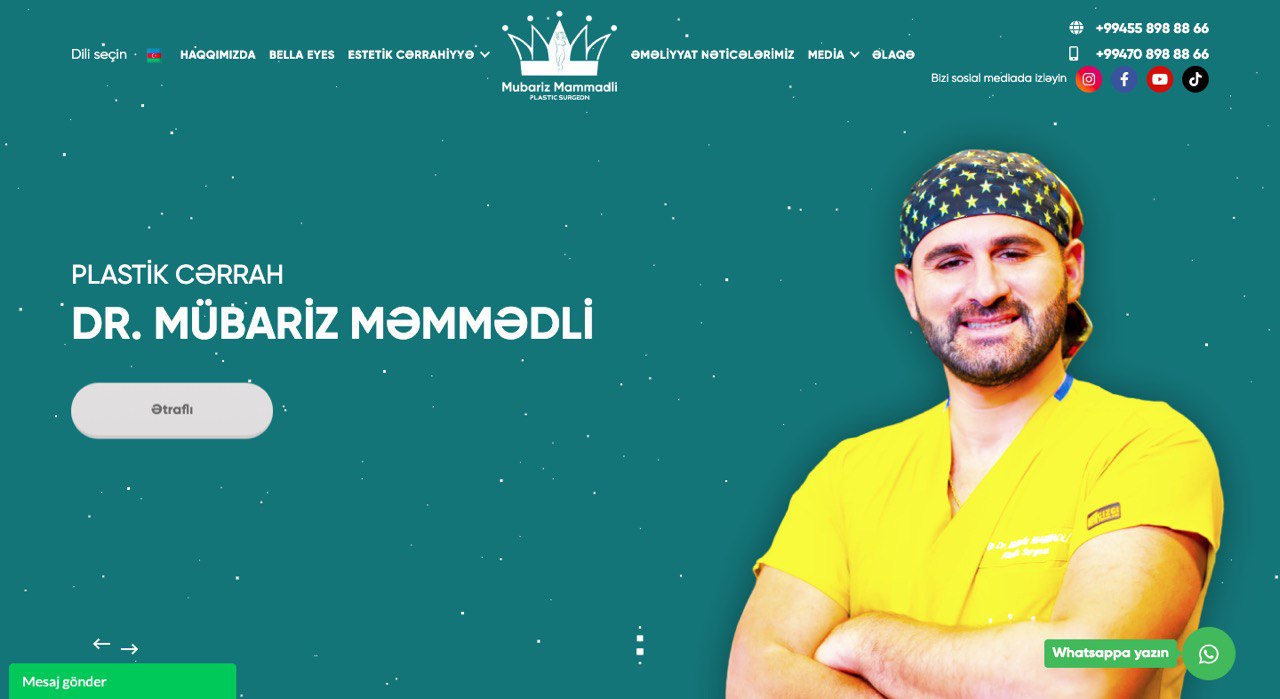 +99455 898 88 66
Dili seçin
HAQQIMIZDA
BELLA EYES
ESTETİK CƏRRAHİYYƏ
ƏMƏLİYYAT NƏTİCƏLƏRİMİZ
MEDİA
ƏLAQƏ
+99470 898 88 66
Bizi sosial mediada izləyin
Mubariz Mammadli
PLASTIC SURGEON
PLASTİK CƏRRAH
DR. MÜBARİZ MƏMMƏDLİ
Ətraflı
Whatsappa yazın
Mesaj gönder